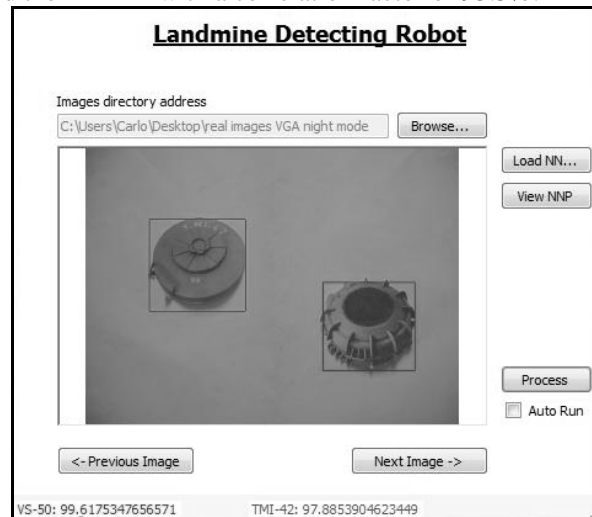 Landmine Detecting Robot
Images directory address
C:\Users\Carlo\Desktop\real images VGA night mode Browse...
Load NN...
View NNP
Process
Auto Run
<- Previous Image Next Image ->
VS-50: 99.6175347656571 TMI-42: 97.8853904623449